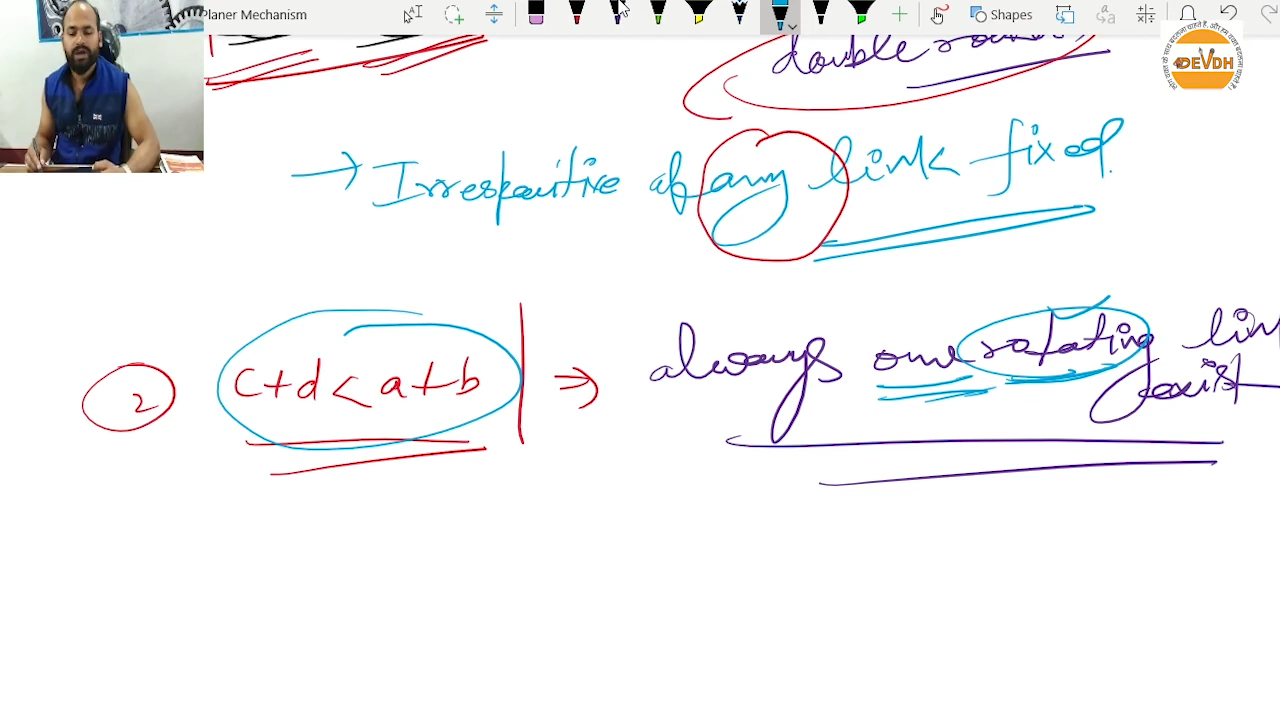 Planer Mechanism
Shapes
DEVDH
double
→ Irrespective of any link fixed.
② c+d < a+b ⇒ always one rotating link
exist